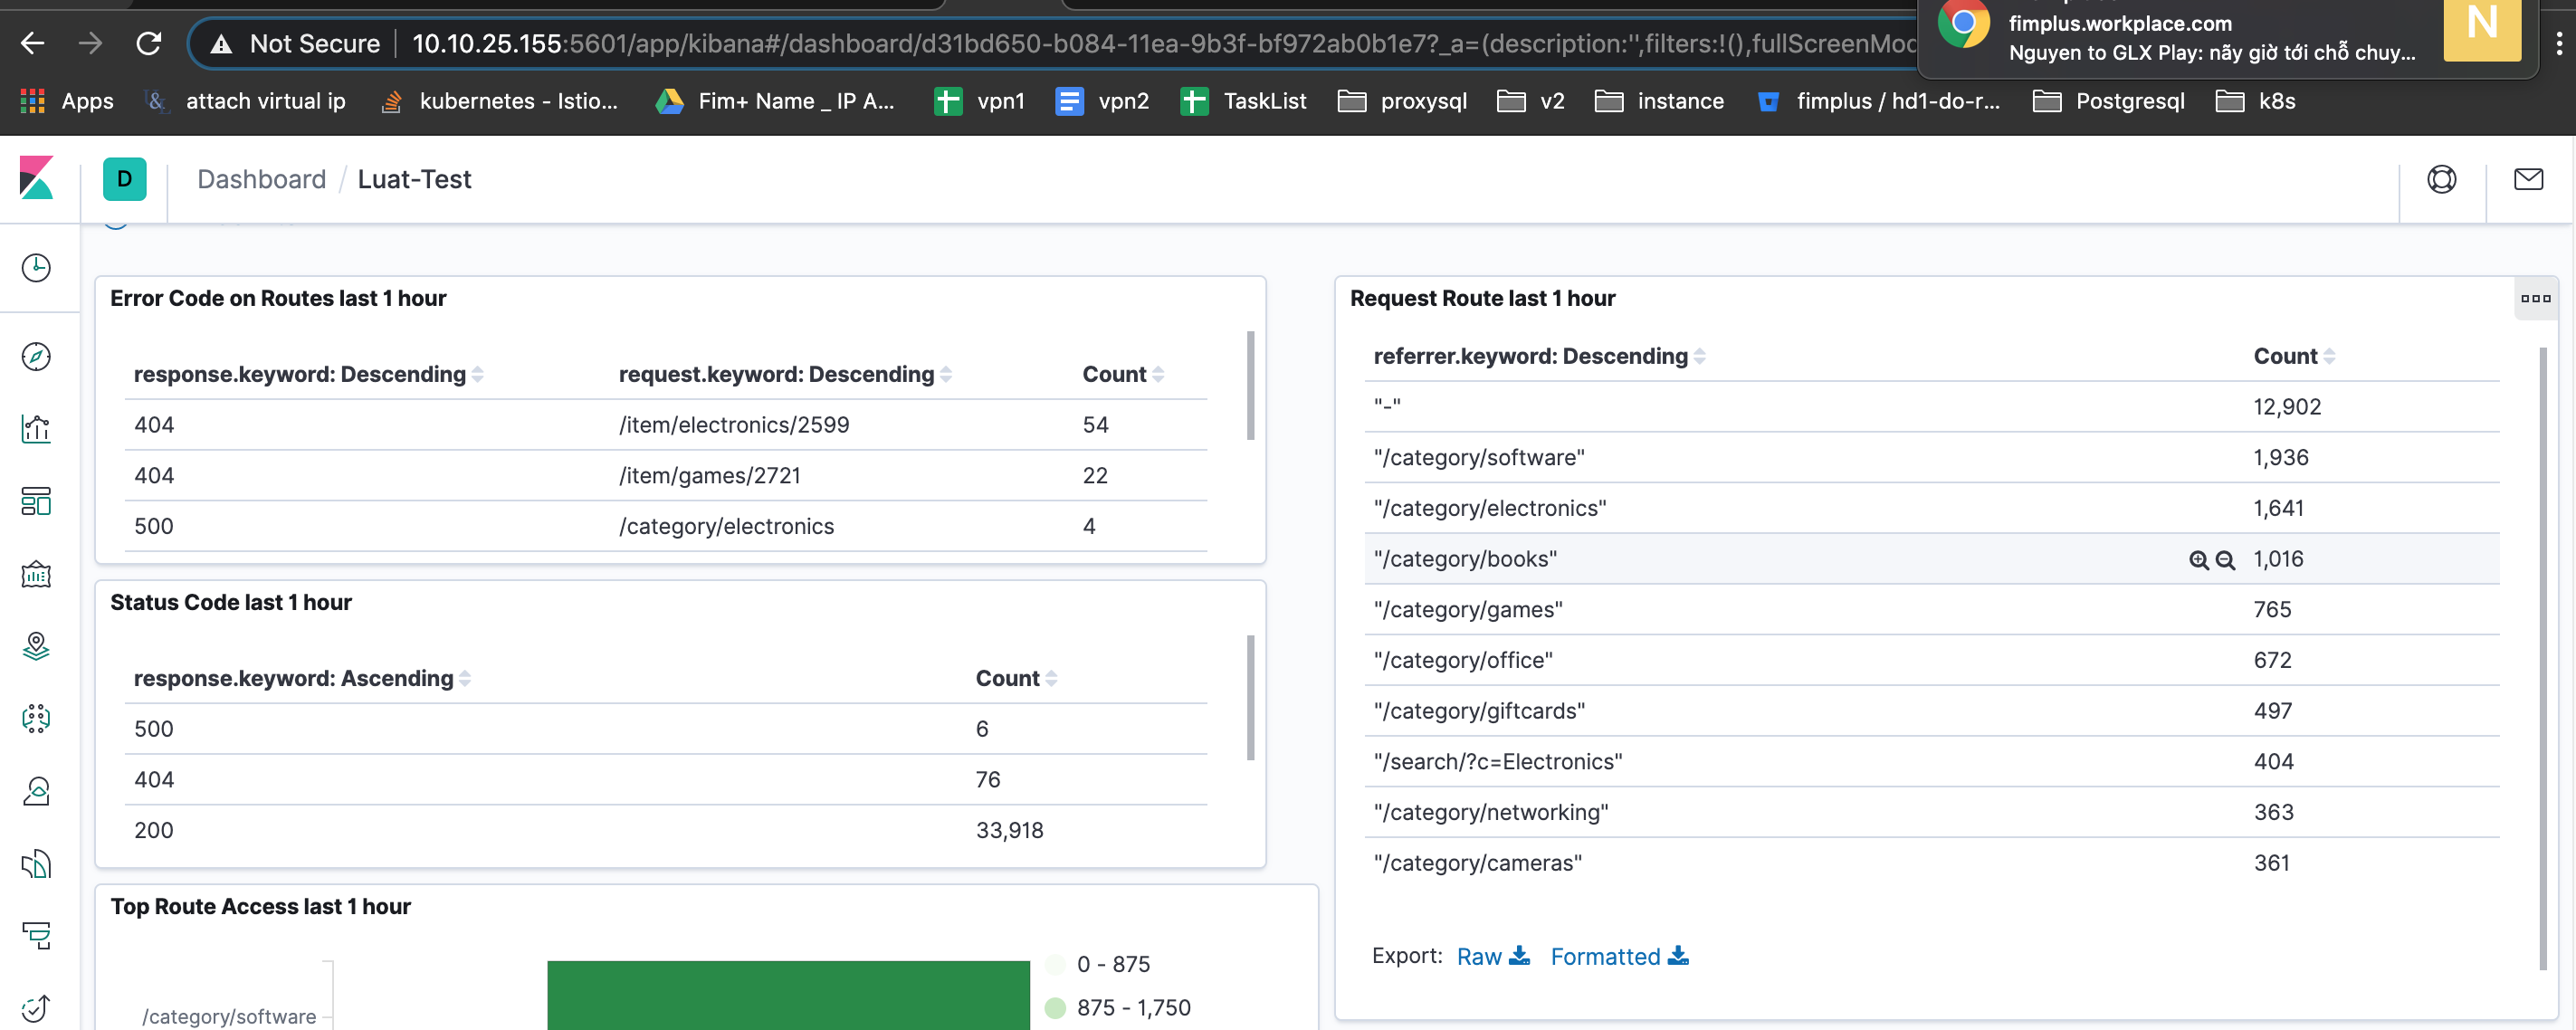 Not Secure 10.10.25.155:5601/app/kibana#/dashboard/d31bd650-b084-11ea-9b3f-bf972ab0b1e7?_a=(description:'',filters:!(),fullScreenMod
fimplus.workplace.com
Nguyen to GLX Play: nãy giờ tới chỗ chuy...
N
Apps attach virtual ip kubernetes - Istio... Fim+ Name _ IP A... vpn1 vpn2 TaskList proxysql v2 instance fimplus / hd1-do-r... Postgresql k8s
D Dashboard / Luat-Test
Error Code on Routes last 1 hour
response.keyword: Descending request.keyword: Descending Count
404 /item/electronics/2599 54
404 /item/games/2721 22
500 /category/electronics 4
Status Code last 1 hour
response.keyword: Ascending Count
500 6
404 76
200 33,918
Top Route Access last 1 hour
/category/software
0 - 875
875 - 1,750
Request Route last 1 hour
referrer.keyword: Descending Count
"-" 12,902
"/category/software" 1,936
"/category/electronics" 1,641
"/category/books" 1,016
"/category/games" 765
"/category/office" 672
"/category/giftcards" 497
"/search/?c=Electronics" 404
"/category/networking" 363
"/category/cameras" 361
Export: Raw Formatted